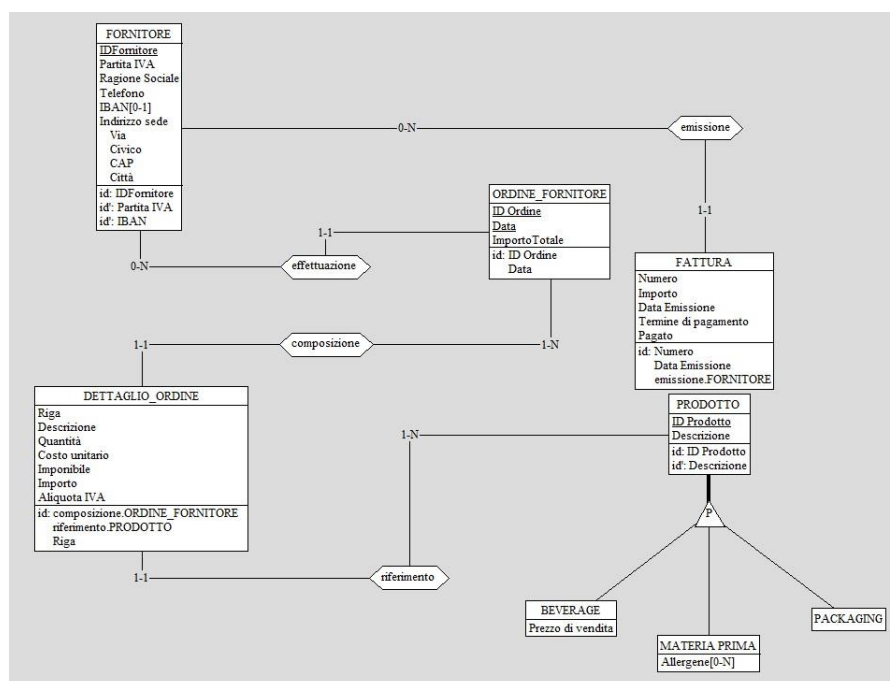 FORNITORE
IDFornitore
Partita IVA
Ragione Sociale
Telefono
IBAN[0-1]
Indirizzo sede
Via
Civico
CAP
Città
id: IDFornitore
id': Partita IVA
id': IBAN
0-N
emissione
1-1
ORDINE_FORNITORE
ID Ordine
Data
ImportoTotale
id: ID Ordine
Data
1-1
0-N
effettuazione
FATTURA
Numero
Importo
Data Emissione
Termine di pagamento
Pagato
id: Numero
Data Emissione
emissione.FORNITORE
1-1
composizione
1-N
DETTAGLIO_ORDINE
Riga
Descrizione
Quantità
Costo unitario
Imponibile
Importo
Aliquota IVA
id: composizione.ORDINE_FORNITORE
riferimento.PRODOTTO
Riga
1-N
PRODOTTO
ID Prodotto
Descrizione
id: ID Prodotto
id': Descrizione
P
1-1
riferimento
BEVERAGE
Prezzo di vendita
MATERIA PRIMA
Allergene[0-N]
PACKAGING